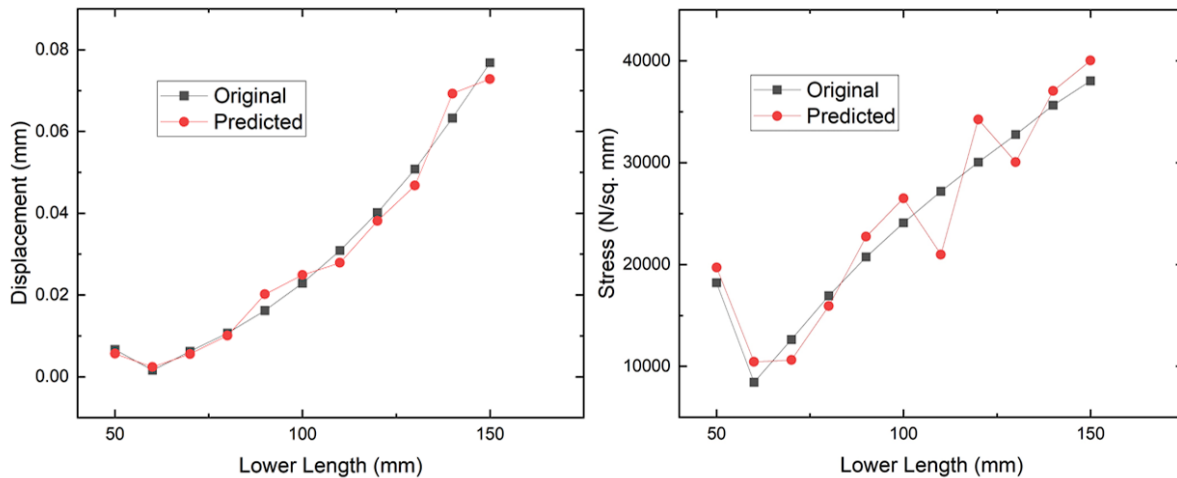 Displacement (mm)
0.08
0.06
0.04
0.02
0.00
Original
Predicted
50
100
150
Lower Length (mm)
Stress (N/sq. mm)
40000
30000
20000
10000
Original
Predicted
50
100
150
Lower Length (mm)